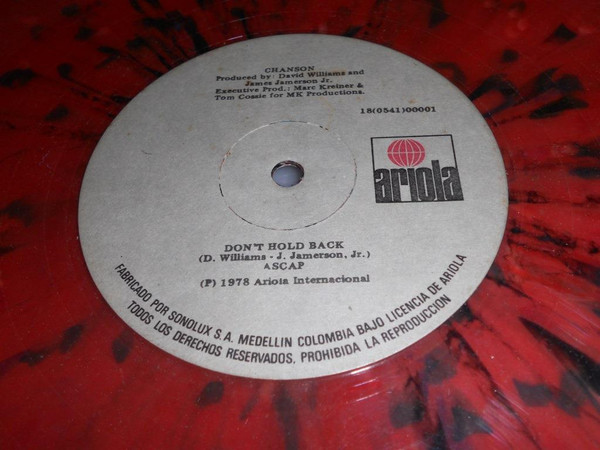 CHANSON
Produced by: David Williams and
James Jamerson Jr.
Executive Prod.: Marc Kreiner &
Tom Cossie for MK Productions.
18(0541)00001
ariola
DON'T HOLD BACK
(D. Williams - J. Jamerson, Jr.)
ASCAP
(P) 1978 Ariola Internacional
FABRICADO POR SONOLUX S.A. MEDELLIN COLOMBIA BAJO LICENCIA DE ARIOLA
TODOS LOS DERECHOS RESERVADOS. PROHIBIDA LA REPRODUCCION